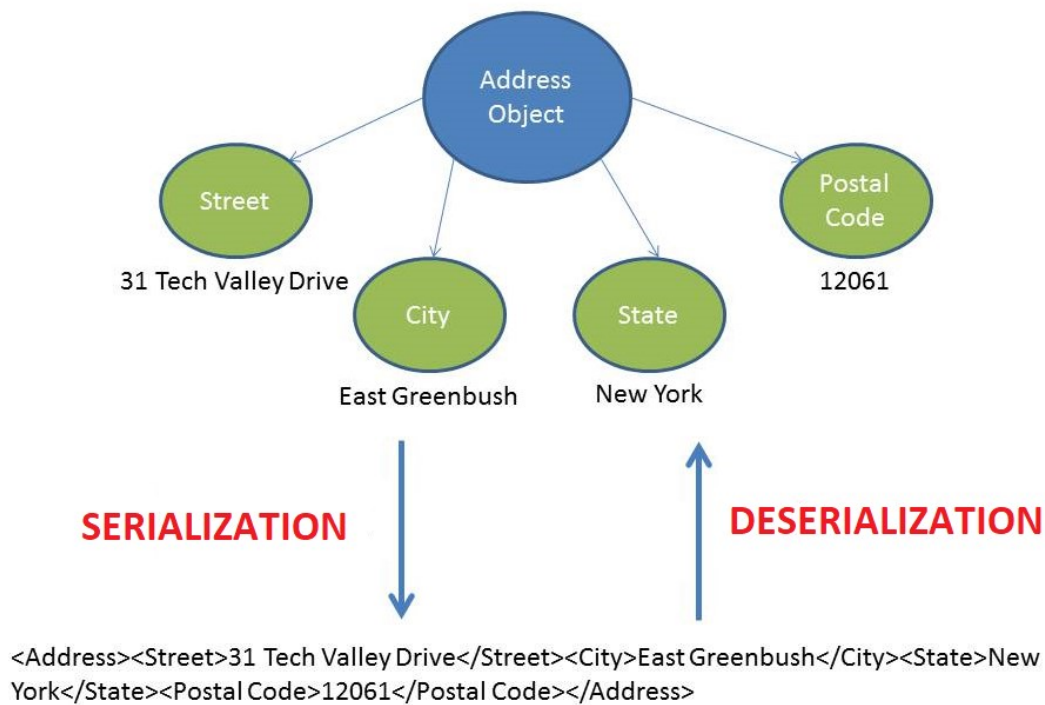 Address
Object
Street
Postal
Code
31 Tech Valley Drive
12061
City
State
East Greenbush
New York
SERIALIZATION
DESERIALIZATION
<Address><Street>31 Tech Valley Drive</Street><City>East Greenbush</City><State>New
York</State><Postal Code>12061</Postal Code></Address>